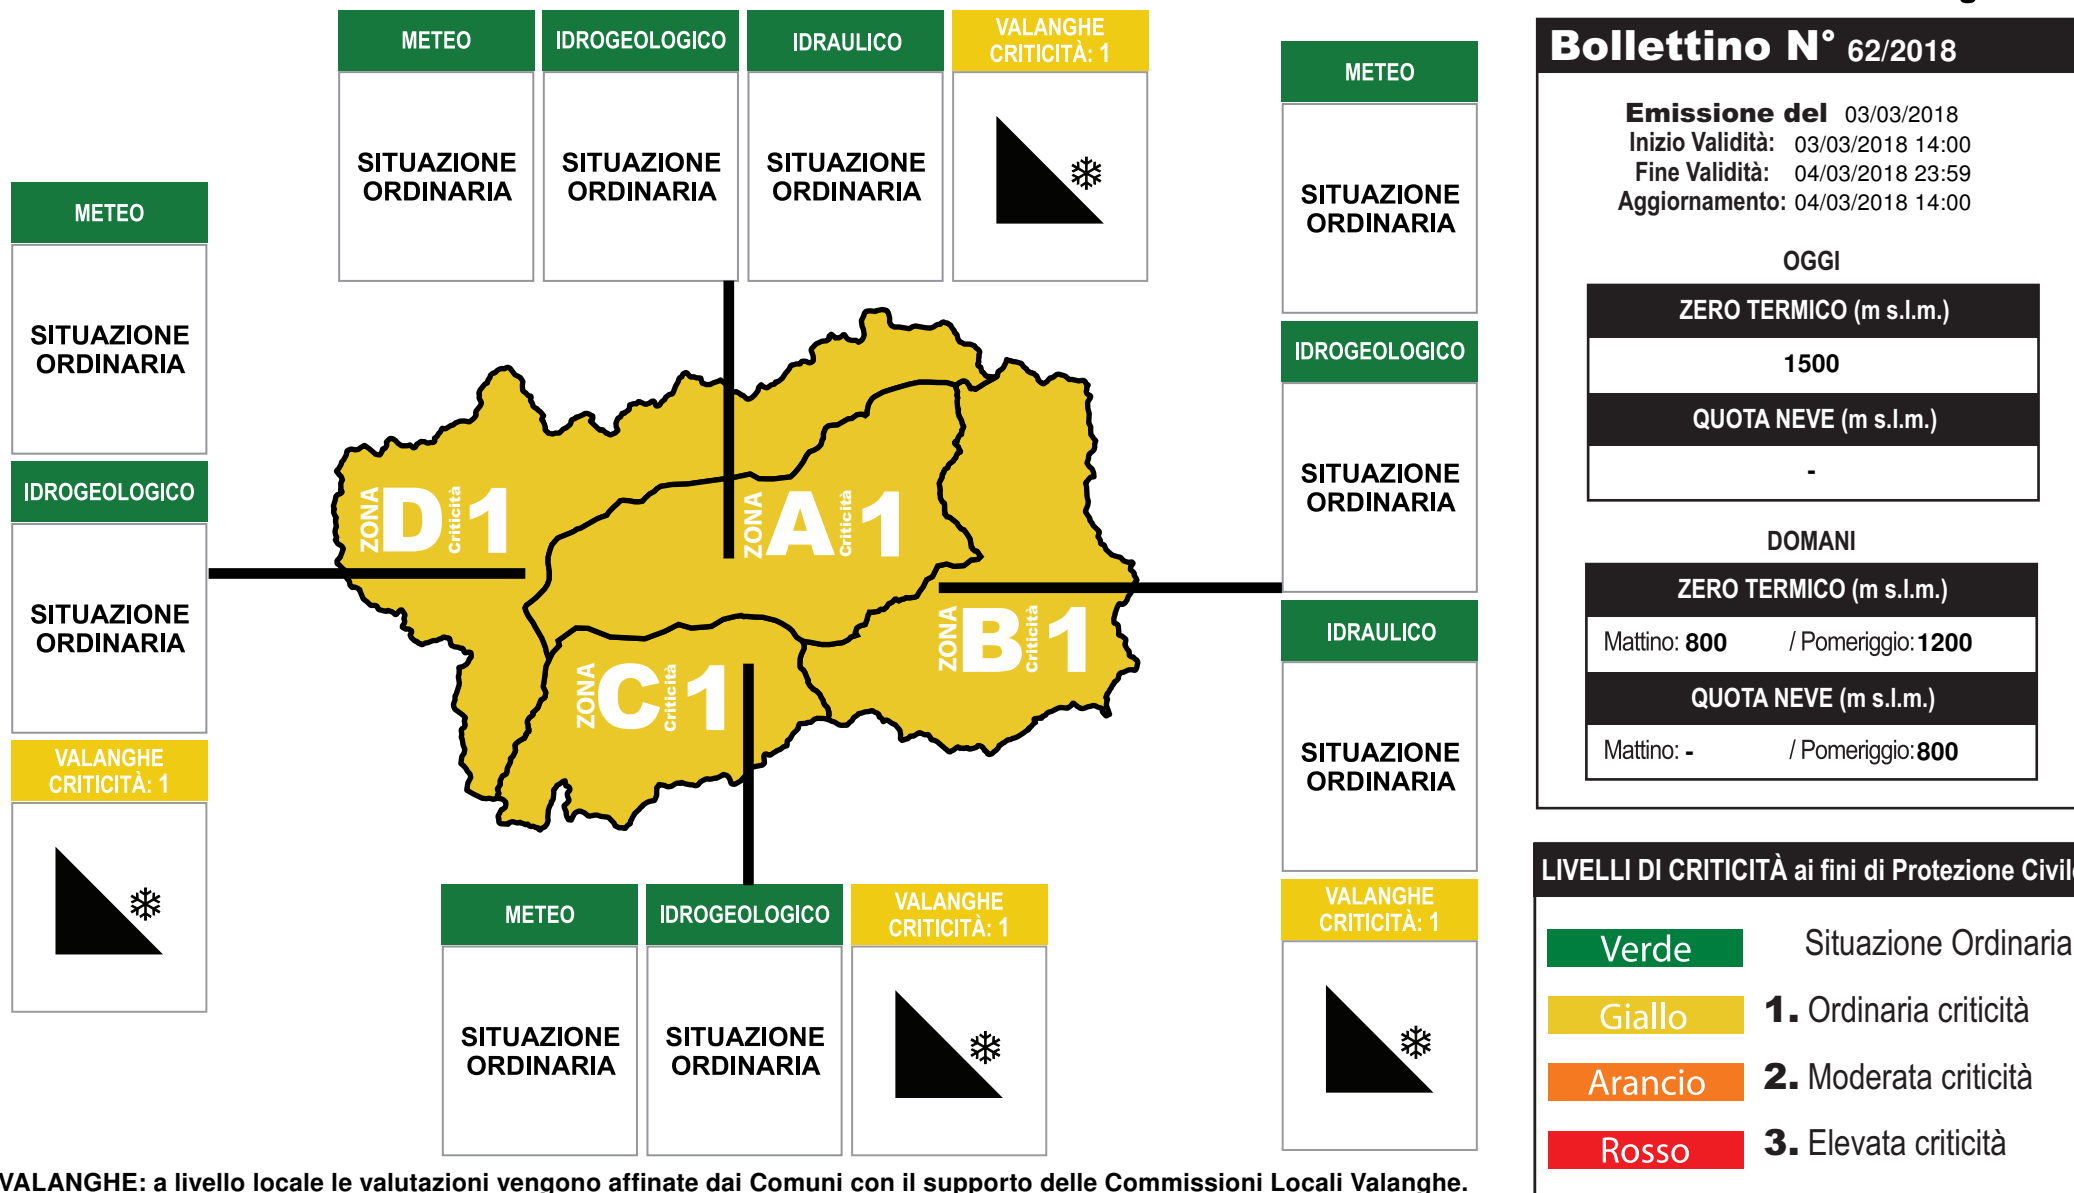 METEO
IDROGEOLOGICO
IDRAULICO
VALANGHE
CRITICITÀ: 1
SITUAZIONE
ORDINARIA
SITUAZIONE
ORDINARIA
SITUAZIONE
ORDINARIA
METEO
SITUAZIONE
ORDINARIA
IDROGEOLOGICO
SITUAZIONE
ORDINARIA
VALANGHE
CRITICITÀ: 1
METEO
SITUAZIONE
ORDINARIA
IDROGEOLOGICO
SITUAZIONE
ORDINARIA
IDRAULICO
SITUAZIONE
ORDINARIA
VALANGHE
CRITICITÀ: 1
ZONA D Criticità 1
ZONA A Criticità 1
ZONA B Criticità 1
ZONA C Criticità 1
METEO
IDROGEOLOGICO
VALANGHE
CRITICITÀ: 1
SITUAZIONE
ORDINARIA
SITUAZIONE
ORDINARIA
VALANGHE: a livello locale le valutazioni vengono affinate dai Comuni con il supporto delle Commissioni Locali Valanghe.
Bollettino N° 62/2018
Emissione del 03/03/2018
Inizio Validità: 03/03/2018 14:00
Fine Validità: 04/03/2018 23:59
Aggiornamento: 04/03/2018 14:00
OGGI
ZERO TERMICO (m s.l.m.)
1500
QUOTA NEVE (m s.l.m.)
-
DOMANI
ZERO TERMICO (m s.l.m.)
Mattino: 800 / Pomeriggio: 1200
QUOTA NEVE (m s.l.m.)
Mattino: - / Pomeriggio: 800
LIVELLI DI CRITICITÀ ai fini di Protezione Civile
Verde Situazione Ordinaria
Giallo 1. Ordinaria criticità
Arancio 2. Moderata criticità
Rosso 3. Elevata criticità